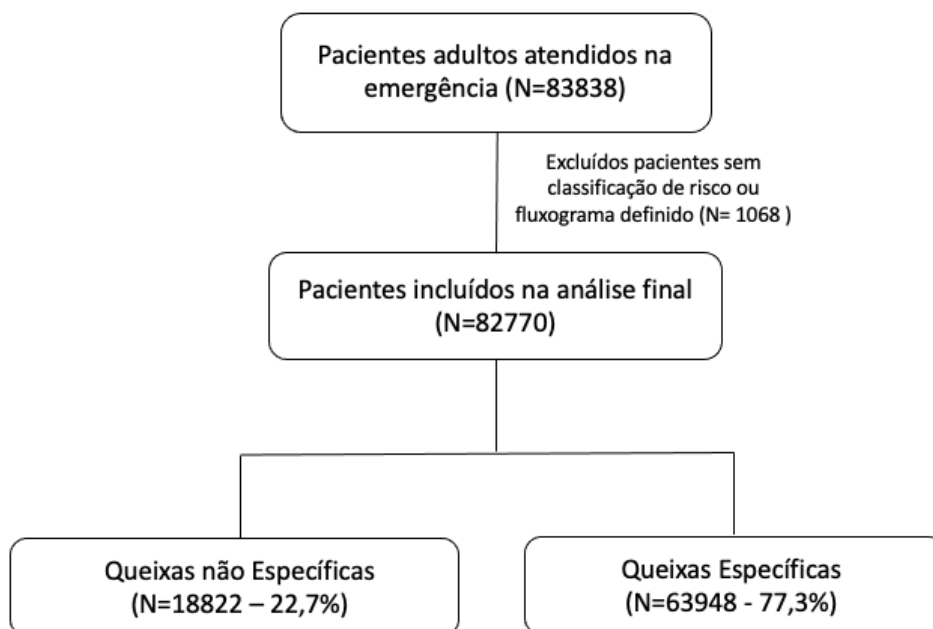 Pacientes adultos atendidos na
emergência (N=83838)
Excluídos pacientes sem
classificação de risco ou
fluxograma definido (N= 1068 )
Pacientes incluídos na análise final
(N=82770)
Queixas não Específicas
(N=18822 – 22,7%)
Queixas Específicas
(N=63948 - 77,3%)